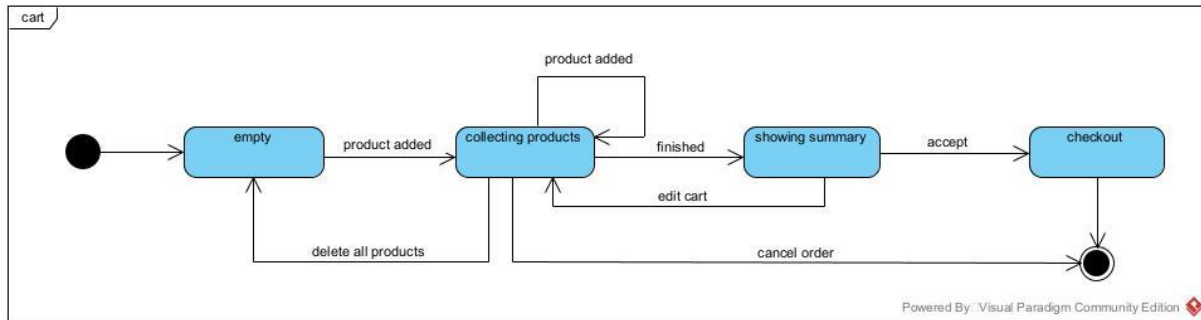 cart
product added
empty
collecting products
showing summary
checkout
product added
finished
accept
edit cart
delete all products
cancel order
Powered By Visual Paradigm Community Edition